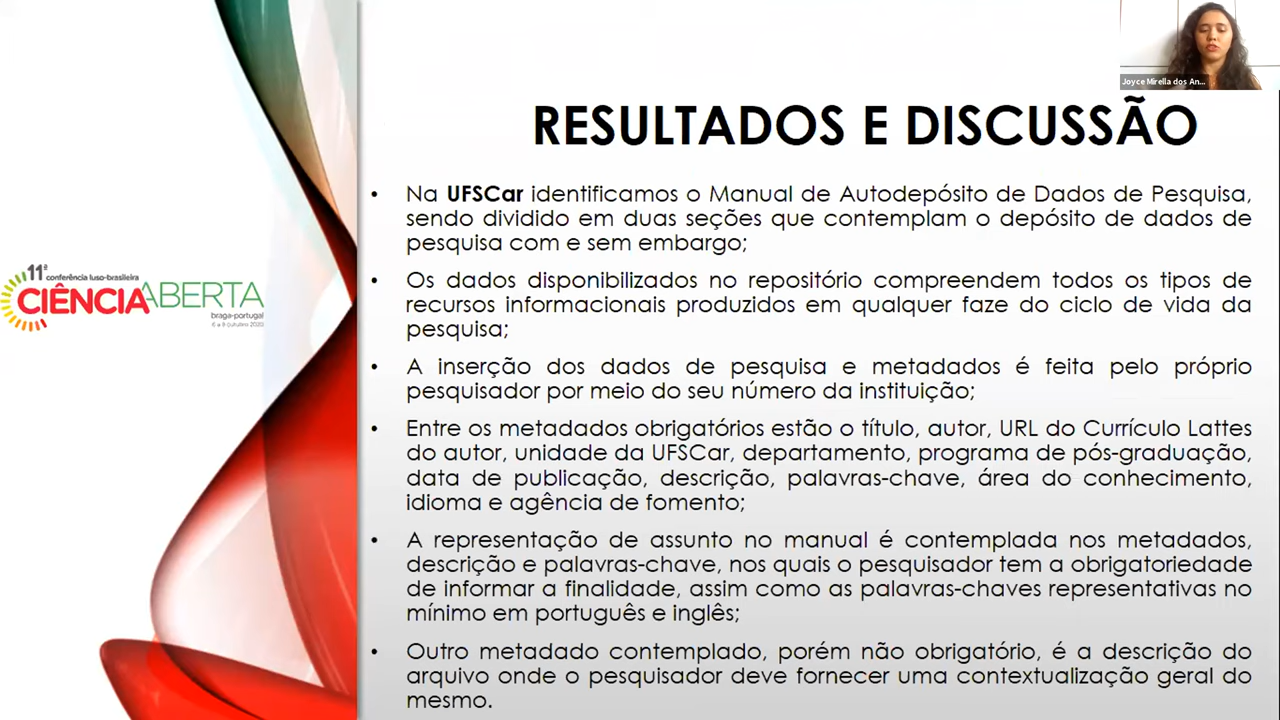 Joyce Mirella dos An...
RESULTADOS E DISCUSSÃO
• Na UFSCar identificamos o Manual de Autodepósito de Dados de Pesquisa,
sendo dividido em duas seções que contemplam o depósito de dados de
pesquisa com e sem embargo;
• Os dados disponibilizados no repositório compreendem todos os tipos de
recursos informacionais produzidos em qualquer faze do ciclo de vida da
pesquisa;
• A inserção dos dados de pesquisa e metadados é feita pelo próprio
pesquisador por meio do seu número da instituição;
• Entre os metadados obrigatórios estão o título, autor, URL do Currículo Lattes
do autor, unidade da UFSCar, departamento, programa de pós-graduação,
data de publicação, descrição, palavras-chave, área do conhecimento,
idioma e agência de fomento;
• A representação de assunto no manual é contemplada nos metadados,
descrição e palavras-chave, nos quais o pesquisador tem a obrigatoriedade
de informar a finalidade, assim como as palavras-chaves representativas no
mínimo em português e inglês;
• Outro metadado contemplado, porém não obrigatório, é a descrição do
arquivo onde o pesquisador deve fornecer uma contextualização geral do
mesmo.
11ª conferência luso-brasileira
CIÊNCIAABERTA
braga-portugal
6 a 8 outubro 2020